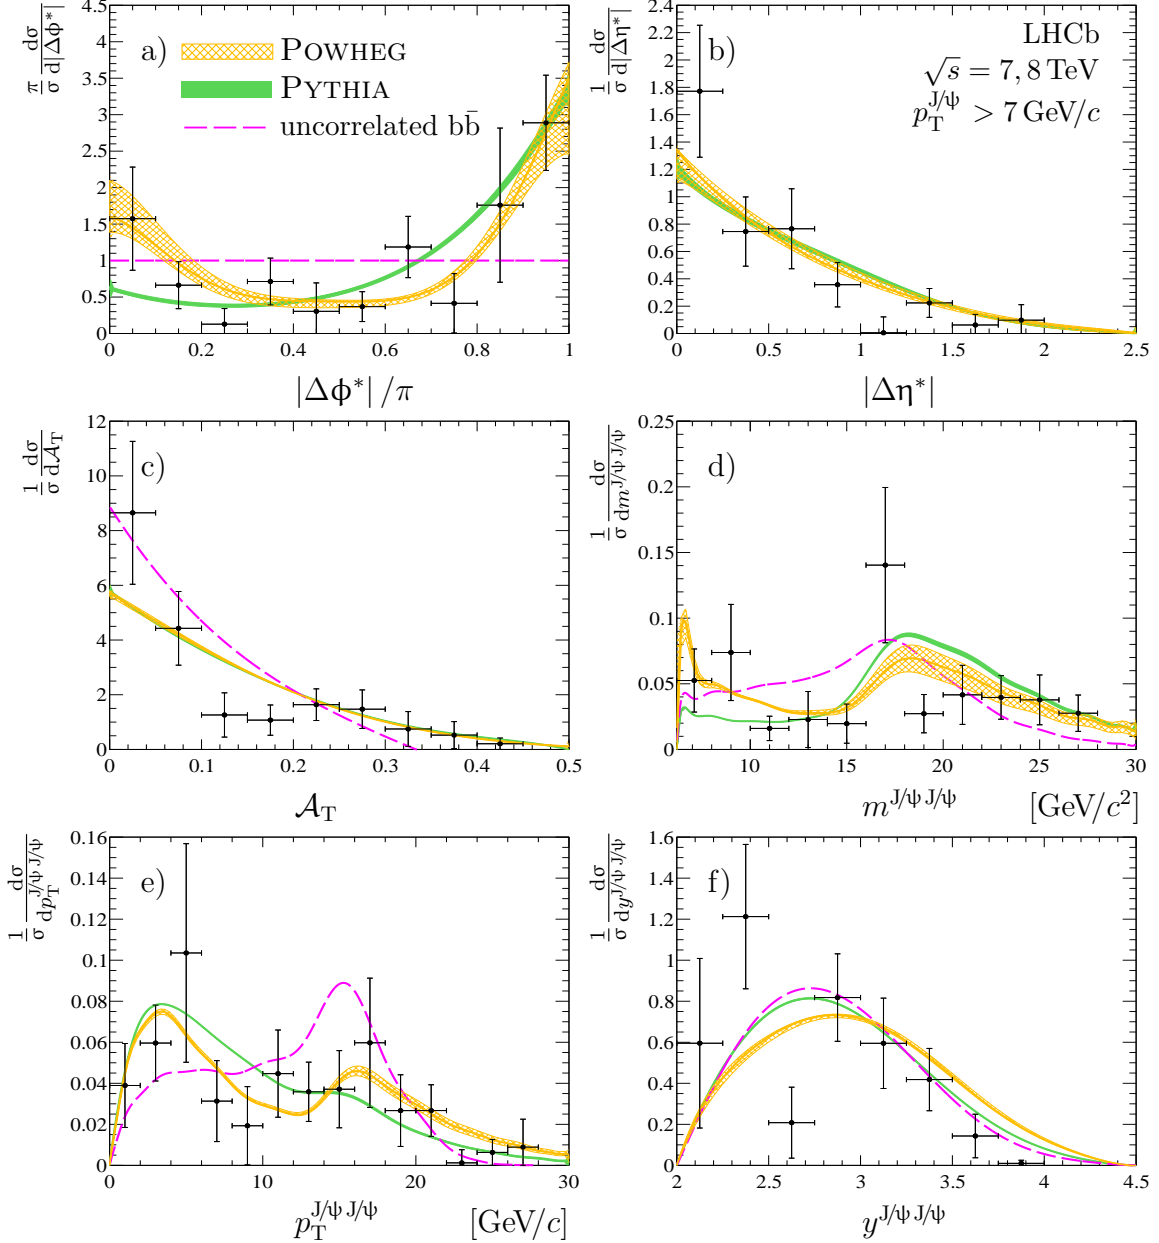 π/σ dσ/d|Δϕ*|
4.5
4
3.5
3
2.5
2
1.5
1
0.5
0
a)
POWHEG
PYTHIA
uncorrelated bb̄
0 0.2 0.4 0.6 0.8 1
|Δϕ*|/π
1/σ dσ/d|Δη*|
2.4
2.2
2
1.8
1.6
1.4
1.2
1
0.8
0.6
0.4
0.2
0
b)
LHCb
√s = 7, 8 TeV
p_T^{J/ψ} > 7 GeV/c
0 0.5 1 1.5 2 2.5
|Δη*|
1/σ dσ/d𝒜_T
12
10
8
6
4
2
0
c)
0 0.1 0.2 0.3 0.4 0.5
𝒜_T
1/σ dσ/dm^{J/ψ J/ψ}
0.25
0.2
0.15
0.1
0.05
0
d)
10 15 20 25 30
m^{J/ψ J/ψ} [GeV/c²]
1/σ dσ/dp_T^{J/ψ J/ψ}
0.16
0.14
0.12
0.1
0.08
0.06
0.04
0.02
0
e)
0 10 20 30
p_T^{J/ψ J/ψ} [GeV/c]
1/σ dσ/dy^{J/ψ J/ψ}
1.6
1.4
1.2
1
0.8
0.6
0.4
0.2
0
f)
2 2.5 3 3.5 4 4.5
y^{J/ψ J/ψ}